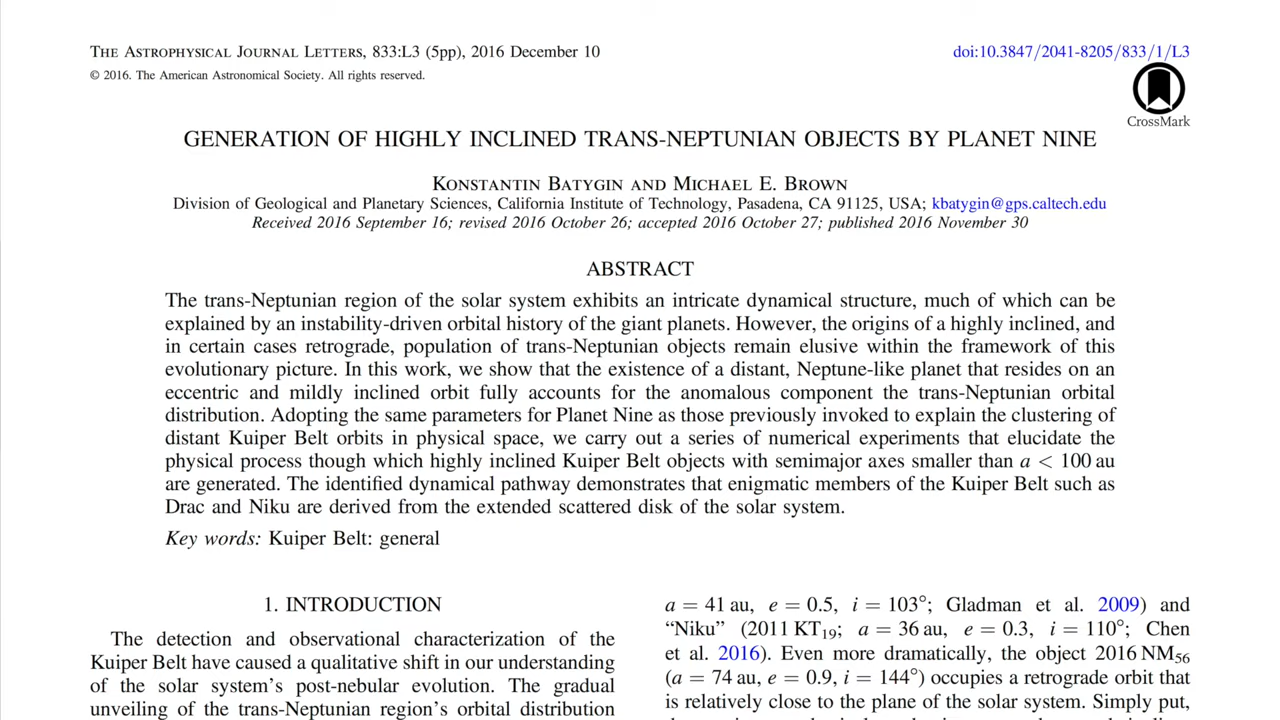 THE ASTROPHYSICAL JOURNAL LETTERS, 833:L3 (5pp), 2016 December 10
doi:10.3847/2041-8205/833/1/L3
© 2016. The American Astronomical Society. All rights reserved.
CrossMark
GENERATION OF HIGHLY INCLINED TRANS-NEPTUNIAN OBJECTS BY PLANET NINE
KONSTANTIN BATYGIN AND MICHAEL E. BROWN
Division of Geological and Planetary Sciences, California Institute of Technology, Pasadena, CA 91125, USA; kbatygin@gps.caltech.edu
Received 2016 September 16; revised 2016 October 26; accepted 2016 October 27; published 2016 November 30
ABSTRACT
The trans-Neptunian region of the solar system exhibits an intricate dynamical structure, much of which can be
explained by an instability-driven orbital history of the giant planets. However, the origins of a highly inclined, and
in certain cases retrograde, population of trans-Neptunian objects remain elusive within the framework of this
evolutionary picture. In this work, we show that the existence of a distant, Neptune-like planet that resides on an
eccentric and mildly inclined orbit fully accounts for the anomalous component the trans-Neptunian orbital
distribution. Adopting the same parameters for Planet Nine as those previously invoked to explain the clustering of
distant Kuiper Belt orbits in physical space, we carry out a series of numerical experiments that elucidate the
physical process though which highly inclined Kuiper Belt objects with semimajor axes smaller than a < 100 au
are generated. The identified dynamical pathway demonstrates that enigmatic members of the Kuiper Belt such as
Drac and Niku are derived from the extended scattered disk of the solar system.
Key words: Kuiper Belt: general
1. INTRODUCTION
The detection and observational characterization of the
Kuiper Belt have caused a qualitative shift in our understanding
of the solar system's post-nebular evolution. The gradual
unveiling of the trans-Neptunian region's orbital distribution
a = 41 au, e = 0.5, i = 103°; Gladman et al. 2009) and
"Niku" (2011 KT19; a = 36 au, e = 0.3, i = 110°; Chen
et al. 2016). Even more dramatically, the object 2016 NM56
(a = 74 au, e = 0.9, i = 144°) occupies a retrograde orbit that
is relatively close to the plane of the solar system. Simply put,